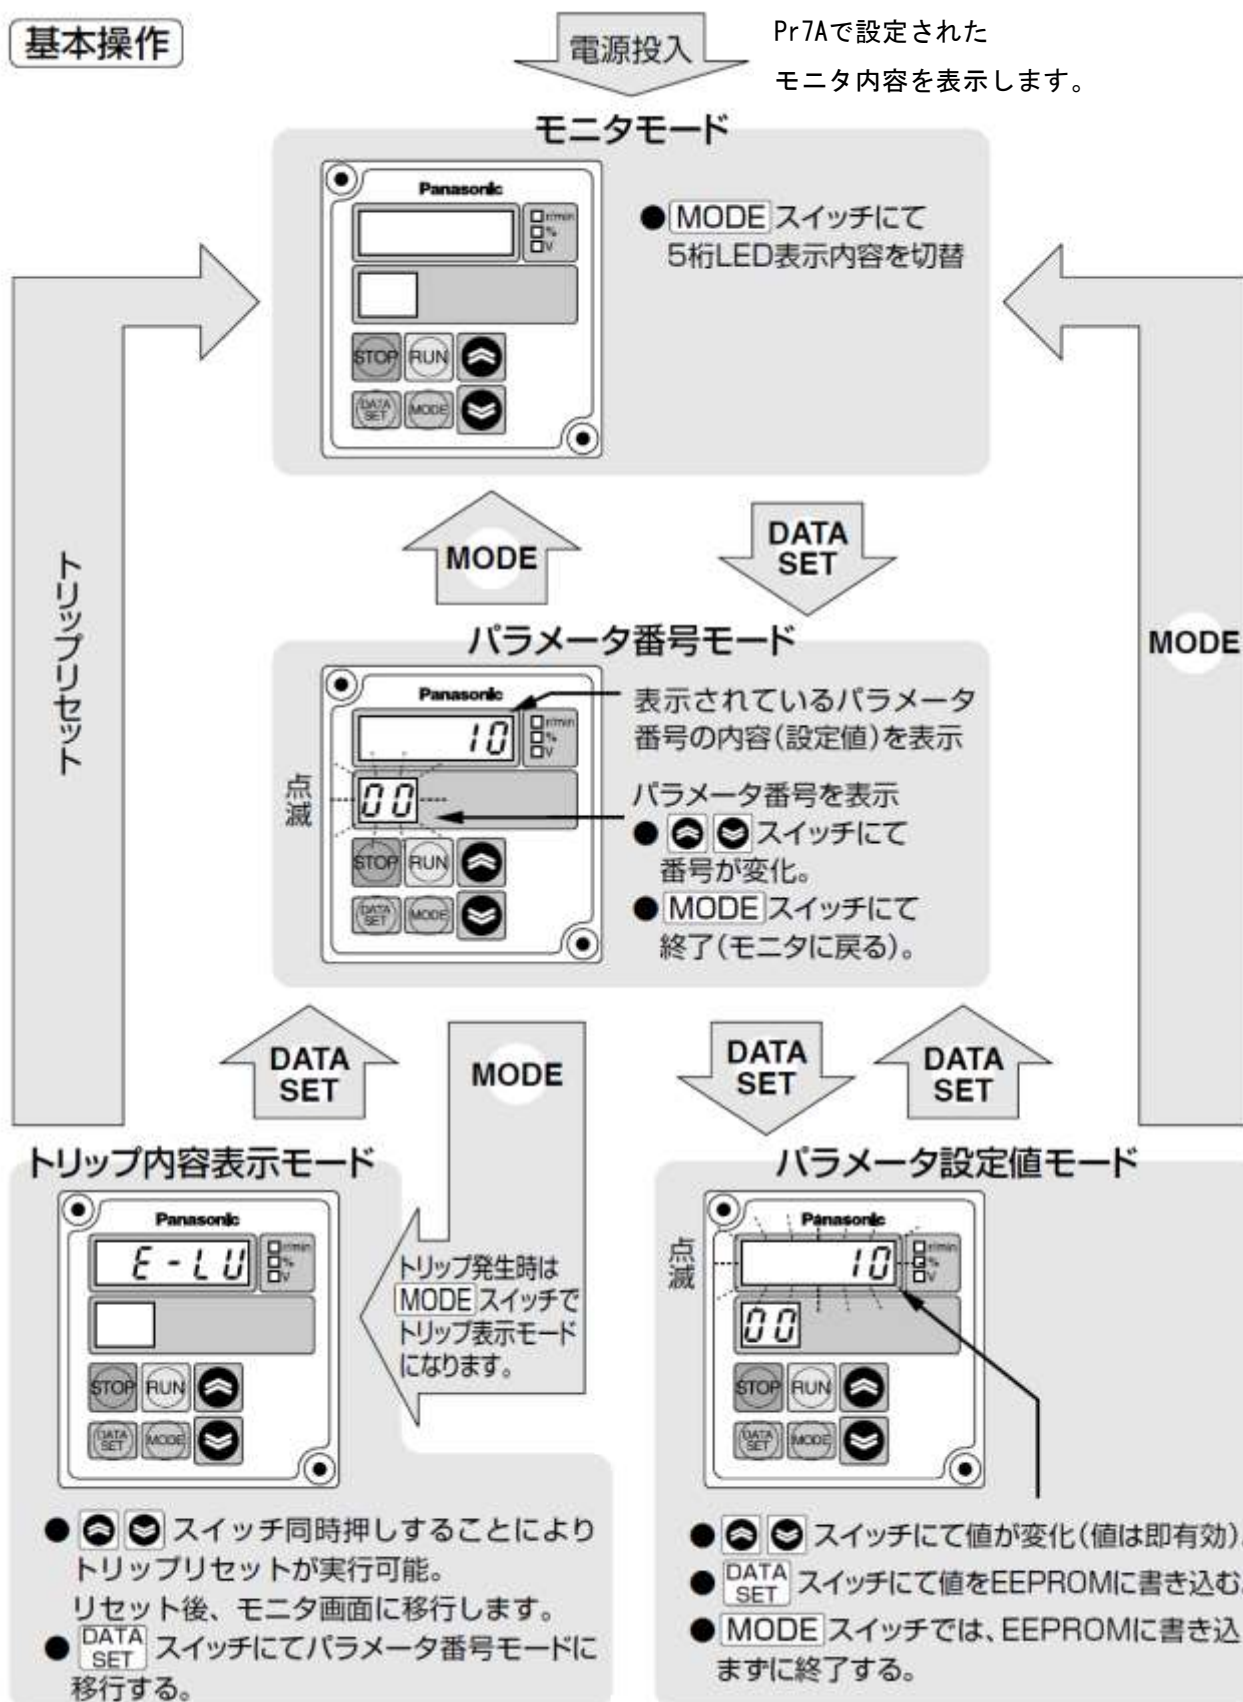 基本操作
電源投入
Pr7Aで設定された
モニタ内容を表示します。
モニタモード
Panasonic
r/min
%
V
STOP
RUN
DATA
SET
MODE
●MODEスイッチにて
5桁LED表示内容を切替
トリップリセット
MODE
DATA
SET
MODE
パラメータ番号モード
Panasonic
10
r/min
%
V
点滅
00
STOP
RUN
DATA
SET
MODE
表示されているパラメータ
番号の内容(設定値)を表示
パラメータ番号を表示
● スイッチにて
番号が変化。
●MODEスイッチにて
終了(モニタに戻る)。
DATA
SET
MODE
DATA
SET
DATA
SET
トリップ内容表示モード
Panasonic
E-LU
r/min
%
V
STOP
RUN
DATA
SET
MODE
トリップ発生時は
MODEスイッチで
トリップ表示モード
になります。
● スイッチ同時押しすることにより
トリップリセットが実行可能。
リセット後、モニタ画面に移行します。
●DATA SETスイッチにてパラメータ番号モードに
移行する。
パラメータ設定値モード
点滅
Panasonic
10
r/min
%
V
00
STOP
RUN
DATA
SET
MODE
● スイッチにて値が変化(値は即有効)。
●DATA SETスイッチにて値をEEPROMに書き込む。
●MODEスイッチでは、EEPROMに書き込
まずに終了する。